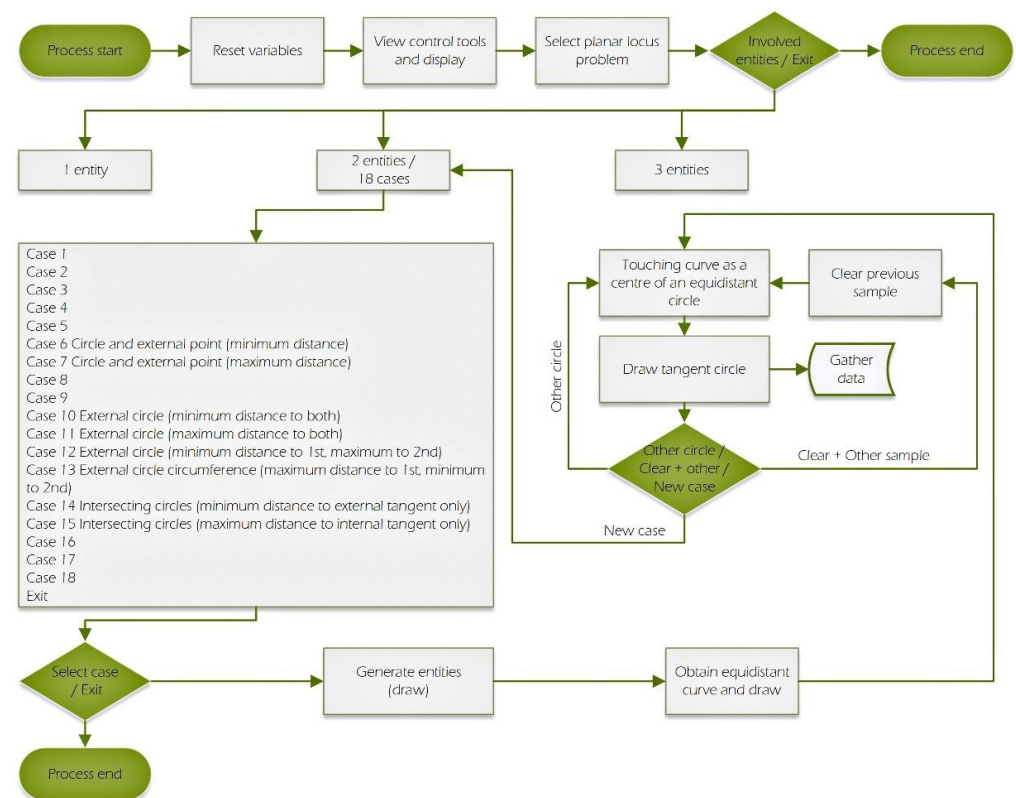 Process start
Reset variables
View control tools
and display
Select planar locus
problem
Involved
entities / Exit
Process end
1 entity
2 entities /
18 cases
3 entities
Case 1
Case 2
Case 3
Case 4
Case 5
Case 6 Circle and external point (minimum distance)
Case 7 Circle and external point (maximum distance)
Case 8
Case 9
Case 10 External circle (minimum distance to both)
Case 11 External circle (maximum distance to both)
Case 12 External circle (minimum distance to 1st, maximum to 2nd)
Case 13 External circle circumference (maximum distance to 1st, minimum
to 2nd)
Case 14 Intersecting circles (minimum distance to external tangent only)
Case 15 Intersecting circles (maximum distance to internal tangent only)
Case 16
Case 17
Case 18
Exit
Touching curve as a
centre of an equidistant
circle
Clear previous
sample
Other circle
Draw tangent circle
Gather
data
Other circle /
Clear + other /
New case
Clear + Other sample
New case
Select case
/ Exit
Generate entities
(draw)
Obtain equidistant
curve and draw
Process end